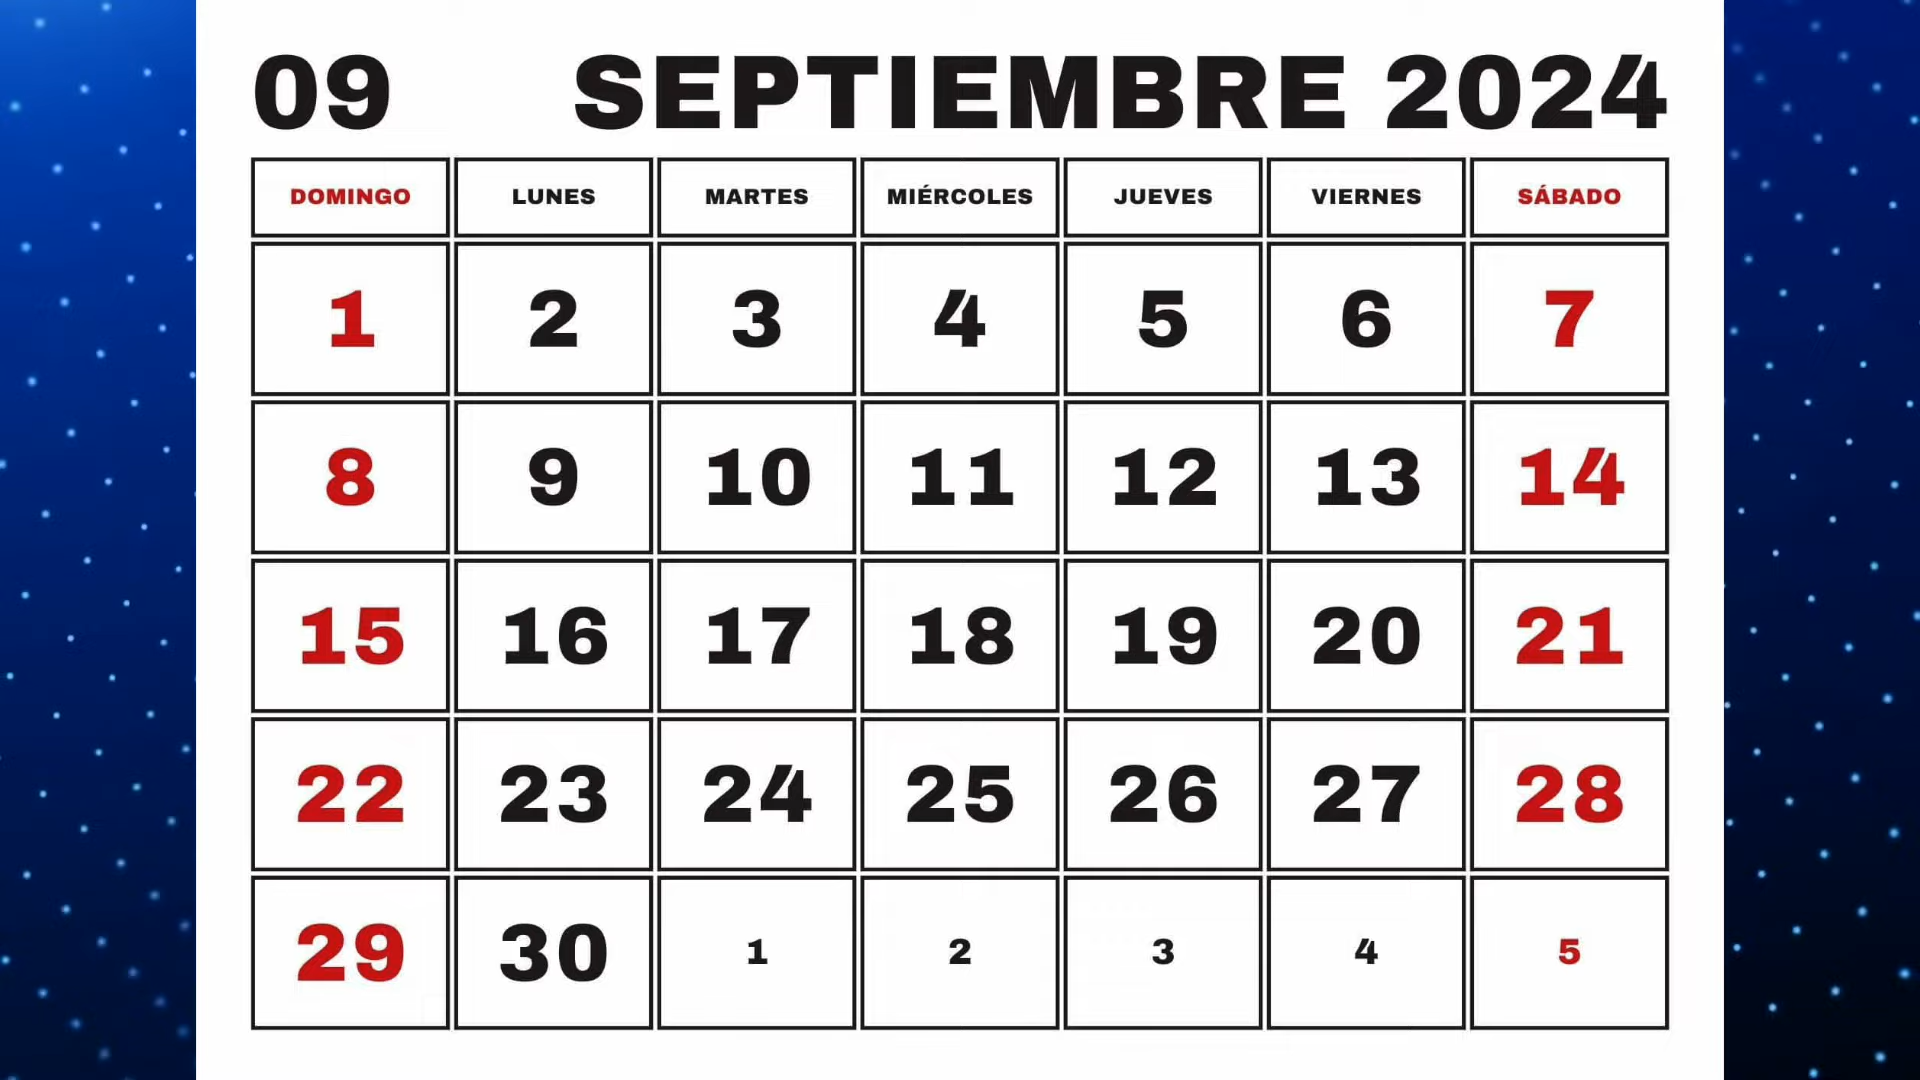 09 SEPTIEMBRE 2024
DOMINGO LUNES MARTES MIÉRCOLES JUEVES VIERNES SÁBADO
1 2 3 4 5 6 7
8 9 10 11 12 13 14
15 16 17 18 19 20 21
22 23 24 25 26 27 28
29 30 1 2 3 4 5